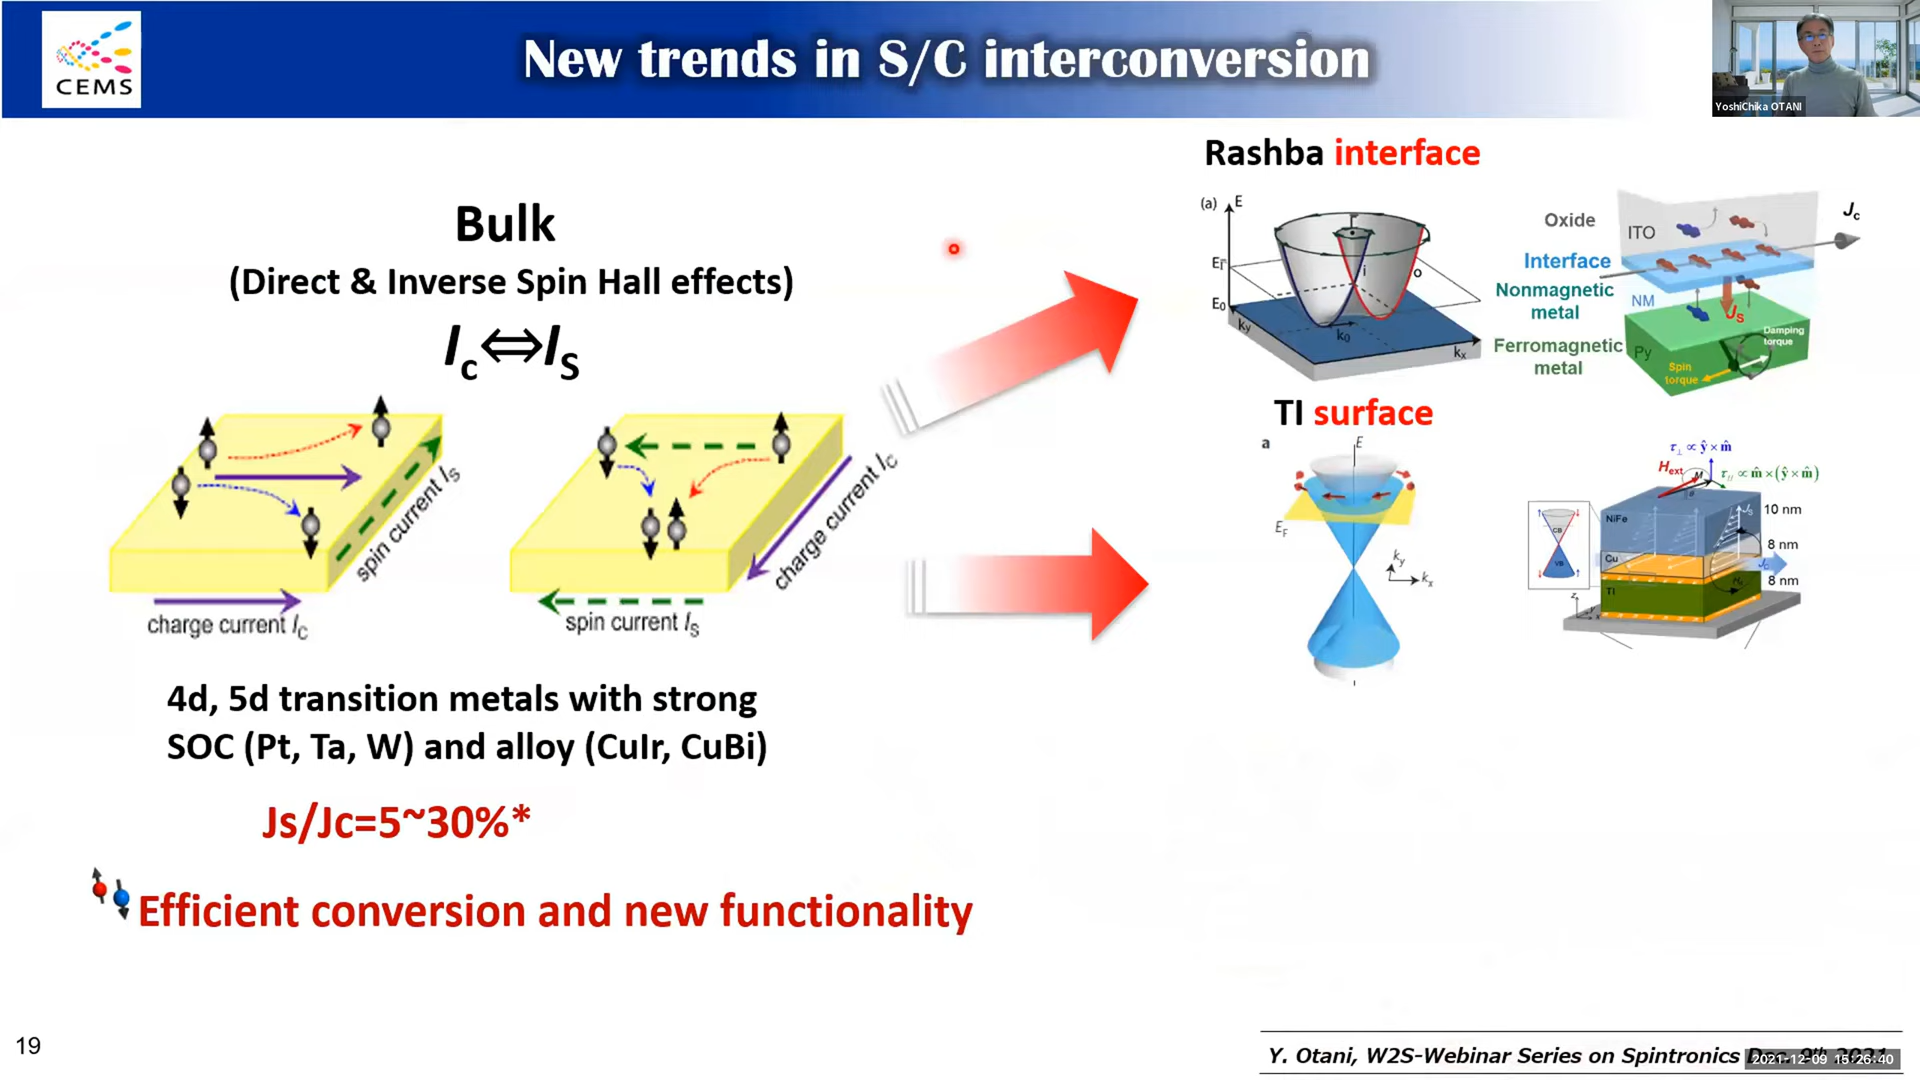 New trends in S/C interconversion
CEMS
YoshiChika OTANI
Bulk
(Direct & Inverse Spin Hall effects)
Ic⇔IS
charge current IC
spin current IS
spin current IS
charge current IC
4d, 5d transition metals with strong
SOC (Pt, Ta, W) and alloy (CuIr, CuBi)
Js/Jc=5~30%*
Efficient conversion and new functionality
Rashba interface
(a)
E
E0
ky
k0
kx
i
o
Oxide
Interface
Nonmagnetic
metal
Ferromagnetic
metal
ITO
Jc
NM
JS
Py
Damping
torque
Spin
torque
TI surface
a
E
EF
ky
kx
τ⊥ ∝ ŷ × m̂
Hext
M
τ// ∝ m̂ × (ŷ × m̂)
NiFe
10 nm
Cu
8 nm
TI
8 nm
CB
VB
z
19
Y. Otani, W2S-Webinar Series on Spintronics
2021-12-09 15:26:40